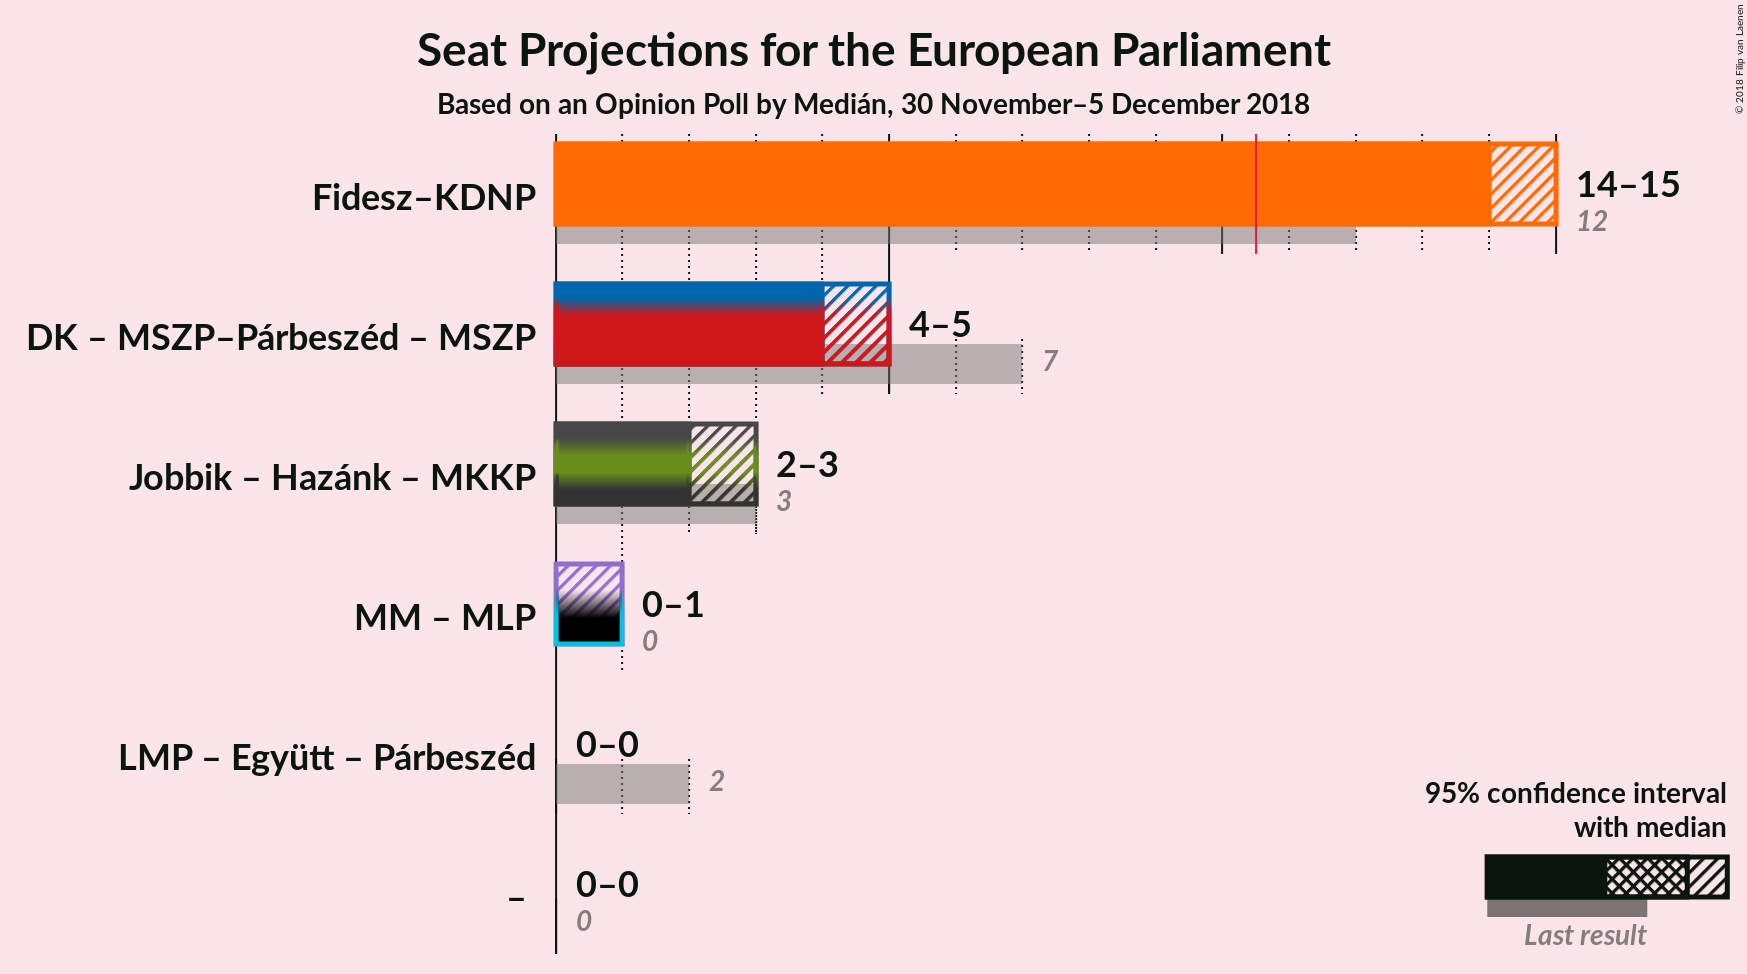 Seat Projections for the European Parliament
Based on an Opinion Poll by Medián, 30 November–5 December 2018
© 2018 Filip van Laenen
Fidesz–KDNP
14–15
12
DK – MSZP–Párbeszéd – MSZP
4–5
7
Jobbik – Hazánk – MKKP
2–3
3
MM – MLP
0–1
0
LMP – Együtt – Párbeszéd
0–0
2
–
0–0
0
95% confidence interval
with median
Last result